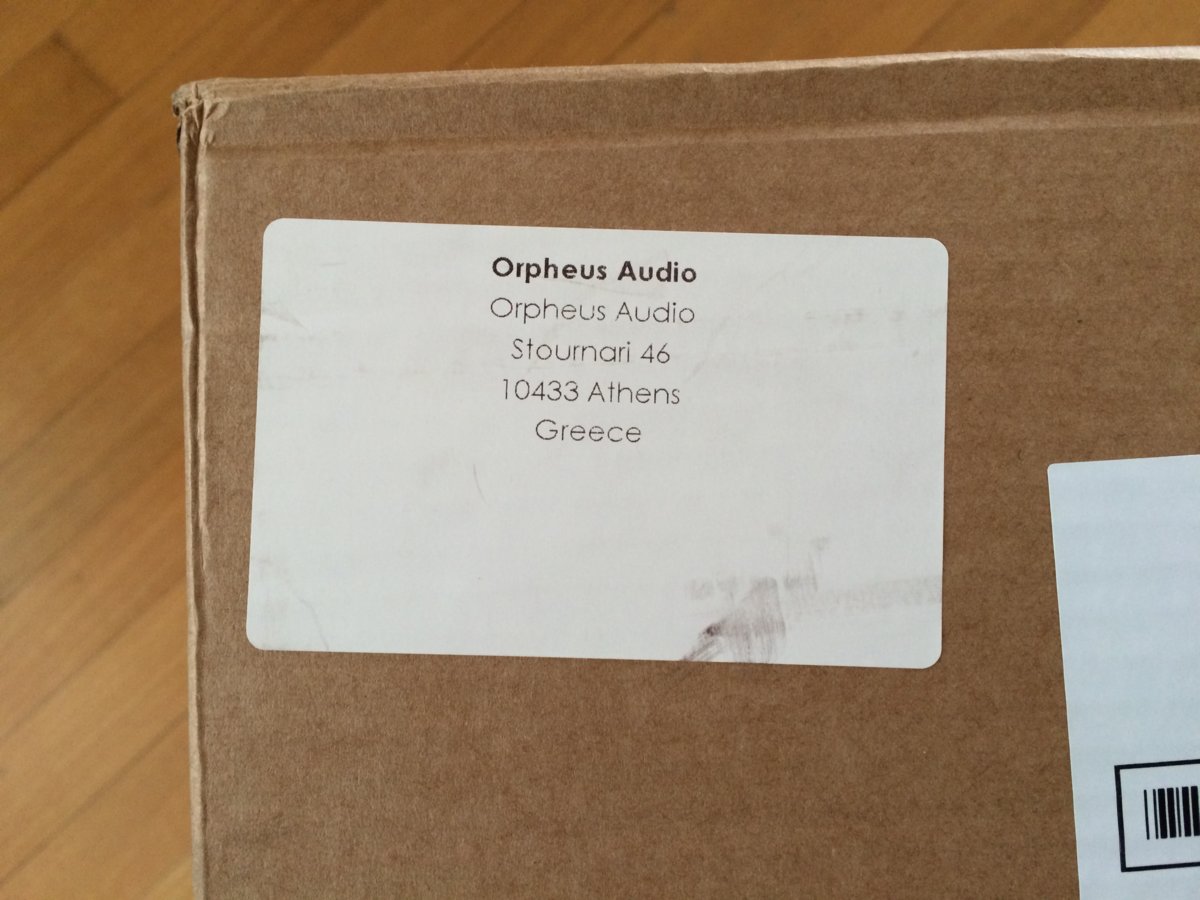 Orpheus Audio
Orpheus Audio
Stournari 46
10433 Athens
Greece